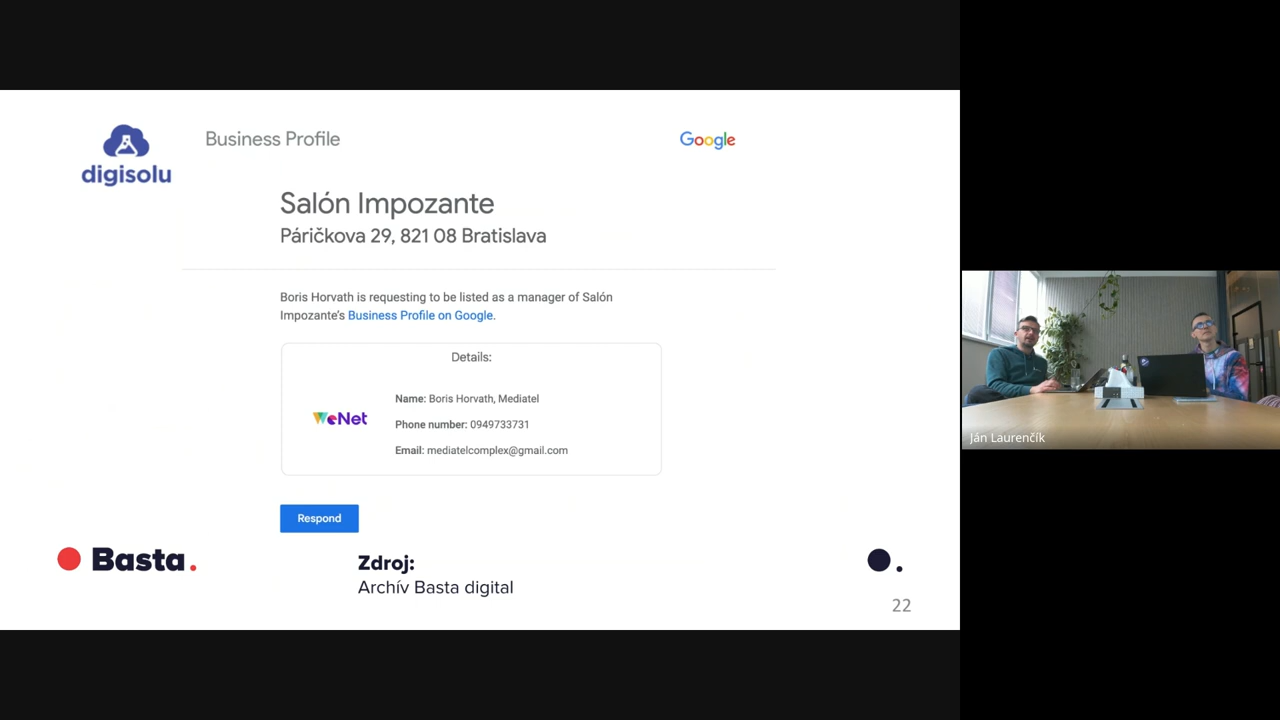 digisolu
Business Profile
Google
Salón Impozante
Páričkova 29, 821 08 Bratislava
Boris Horvath is requesting to be listed as a manager of Salón
Impozante's Business Profile on Google.
Details:
WeNet
Name: Boris Horvath, Mediatel
Phone number: 0949733731
Email: mediatelcomplex@gmail.com
Respond
Basta.
Zdroj:
Archív Basta digital
22
Ján Laurenčík